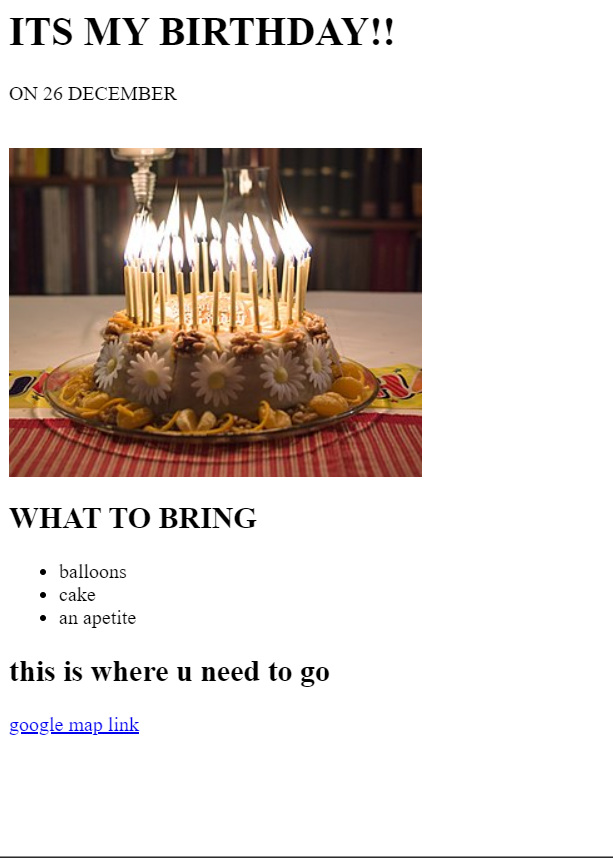 ITS MY BIRTHDAY!!
ON 26 DECEMBER
WHAT TO BRING
balloons
cake
an apetite
this is where u need to go
google map link